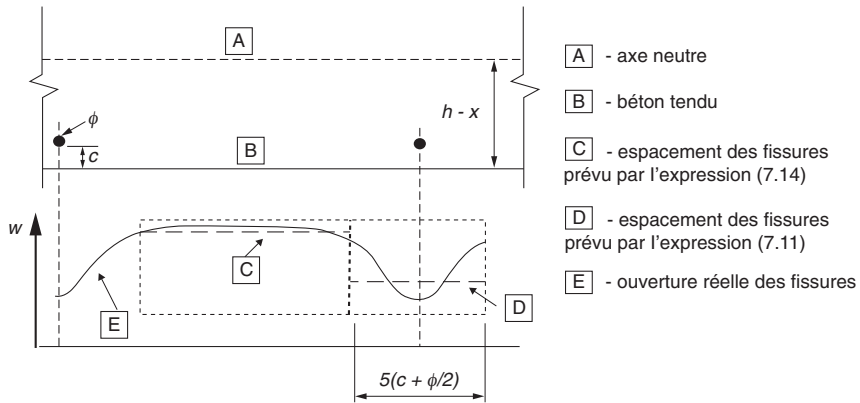 A
ϕ
c
B
h - x
w
C
E
D
5(c + ϕ/2)
A - axe neutre
B - béton tendu
C - espacement des fissures
prévu par l'expression (7.14)
D - espacement des fissures
prévu par l'expression (7.11)
E - ouverture réelle des fissures